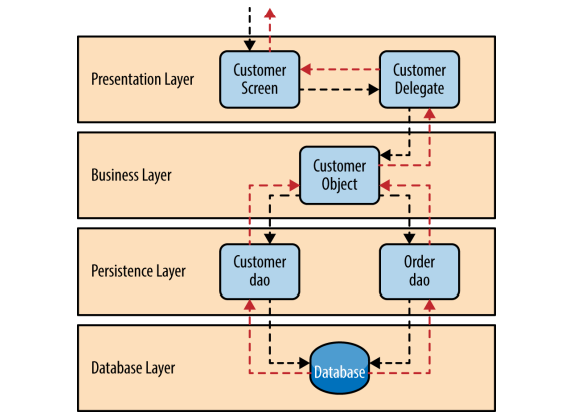 Presentation Layer
Customer
Screen
Customer
Delegate
Business Layer
Customer
Object
Persistence Layer
Customer
dao
Order
dao
Database Layer
Database